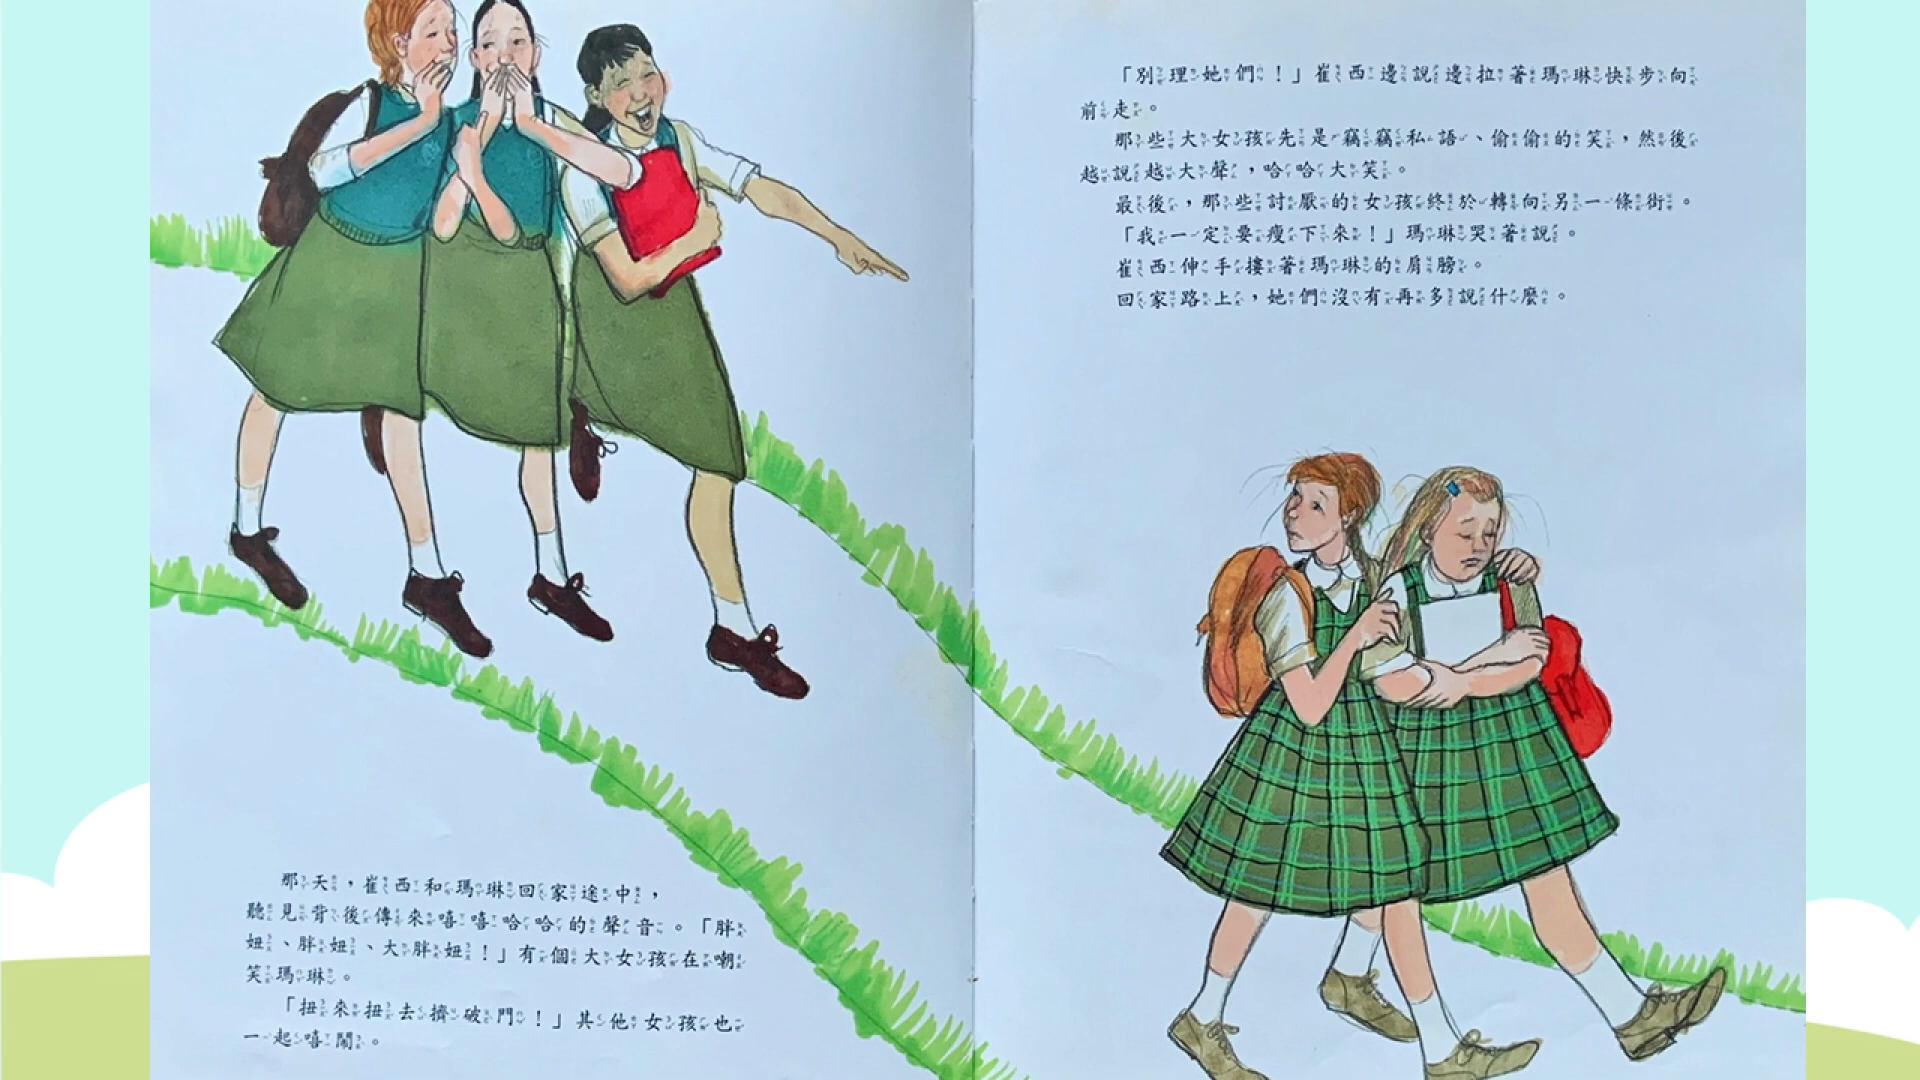 那天，崔西和瑪琳回家途中，
聽見背後傳來嘻嘻哈哈的聲音。「胖
妞、胖妞、大胖妞！」有個大女孩在嘲
笑瑪琳。
「扭來扭去擠破門！」其他女孩也
一起嘻鬧。
「別理她們！」崔西邊說邊拉著瑪琳快步向
前走。
那些大女孩先是竊竊私語、偷偷的笑，然後
越說越大聲，哈哈大笑。
最後，那些討厭的女孩終於轉向另一條街。
「我一定要瘦下來！」瑪琳哭著說。
崔西伸手摟著瑪琳的肩膀。
回家路上，她們沒有再多說什麼。